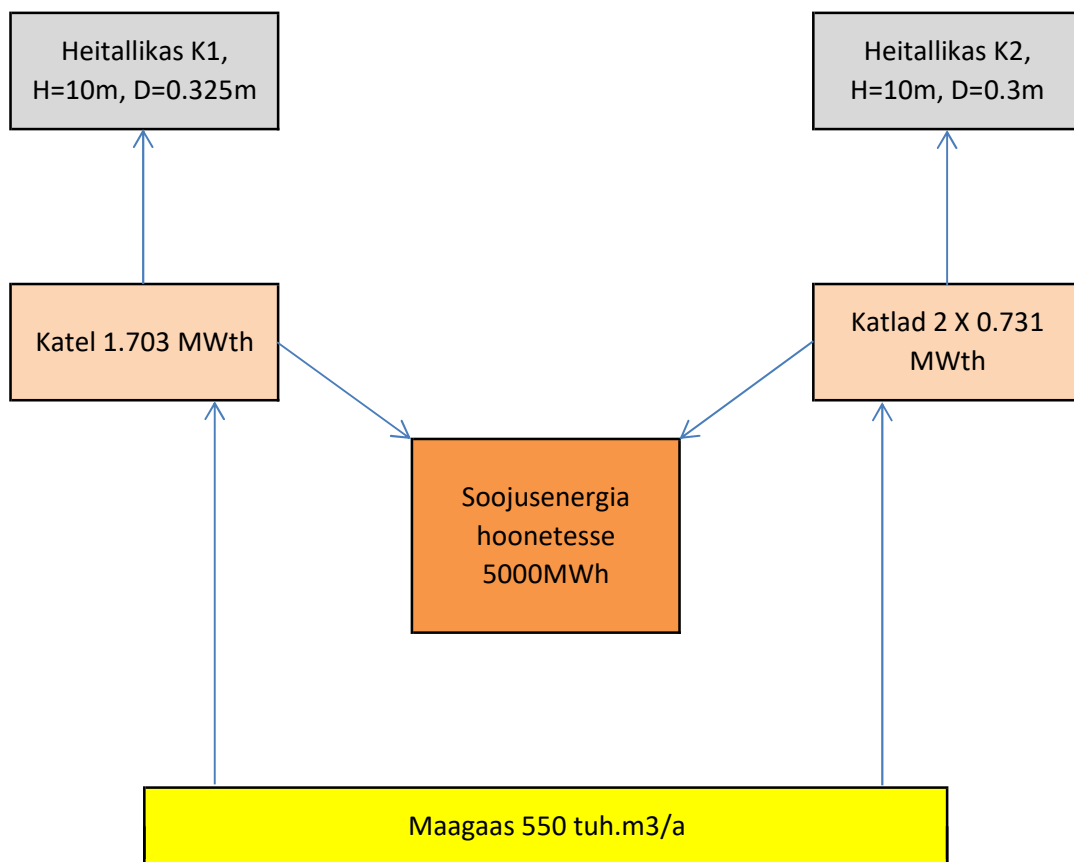 Heitallikas K1,
H=10m, D=0.325m
Heitallikas K2,
H=10m, D=0.3m
Katel 1.703 MWth
Katlad 2 X 0.731
MWth
Soojusenergia
hoonetesse
5000MWh
Maagaas 550 tuh.m3/a